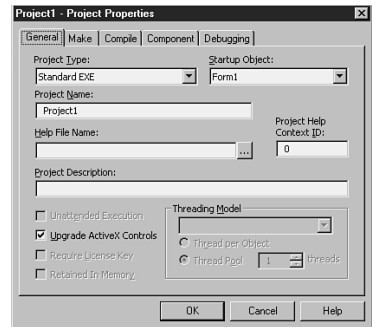 Project1 - Project Properties
General Make Compile Component Debugging
Project Type: Startup Object:
Standard EXE Form1
Project Name:
Project1
Project Help
Help File Name: Context ID:
... 0
Project Description:
Unattended Execution
Upgrade ActiveX Controls
Require License Key
Retained In Memory
Threading Model
Thread per Object
Thread Pool 1 threads
OK Cancel Help